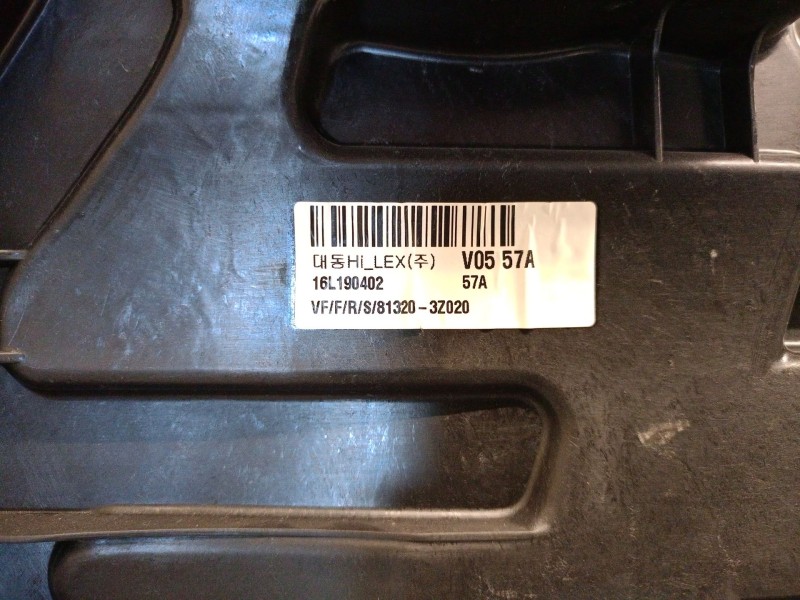 대동Hi_LEX(주) V05 57A
16L190402 57A
VF/F/R/S/81320-3Z020